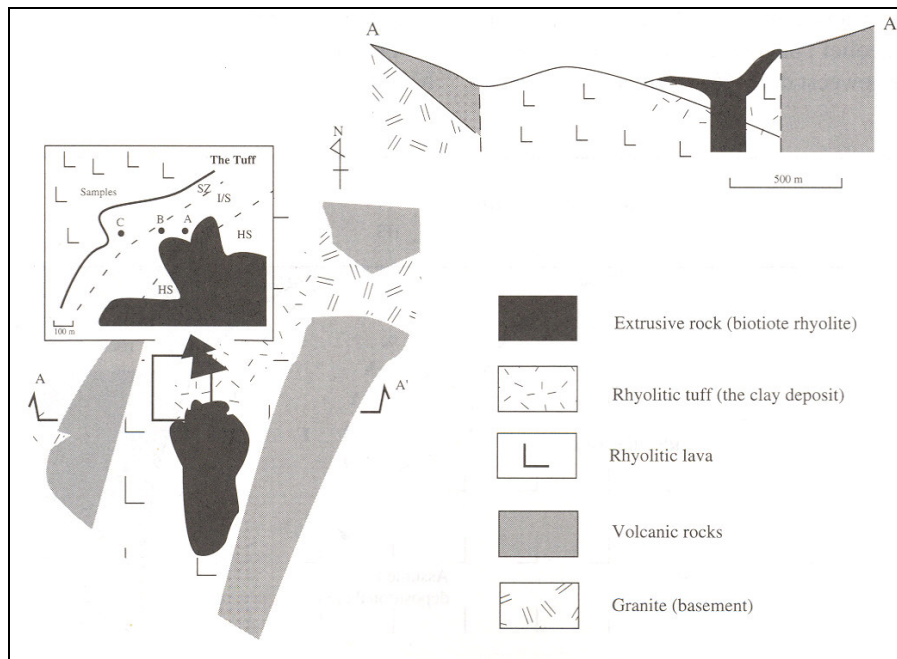 A
A
500 m
N
The Tuff
Samples
SZ
I/S
C
B
A
HS
HS
100 m
A
A'
Extrusive rock (biotiote rhyolite)
Rhyolitic tuff (the clay deposit)
Rhyolitic lava
Volcanic rocks
Granite (basement)